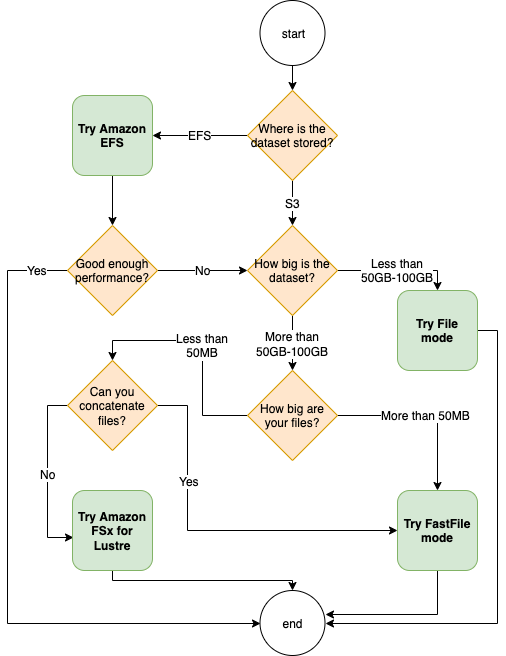 start
Where is the
dataset stored?
Try Amazon
EFS
EFS
S3
Good enough
performance?
Yes
No
How big is the
dataset?
Less than
50GB-100GB
Try File
mode
More than
50GB-100GB
Less than
50MB
Can you
concatenate
files?
How big are
your files?
More than 50MB
No
Yes
Try Amazon
FSx for
Lustre
Try FastFile
mode
end